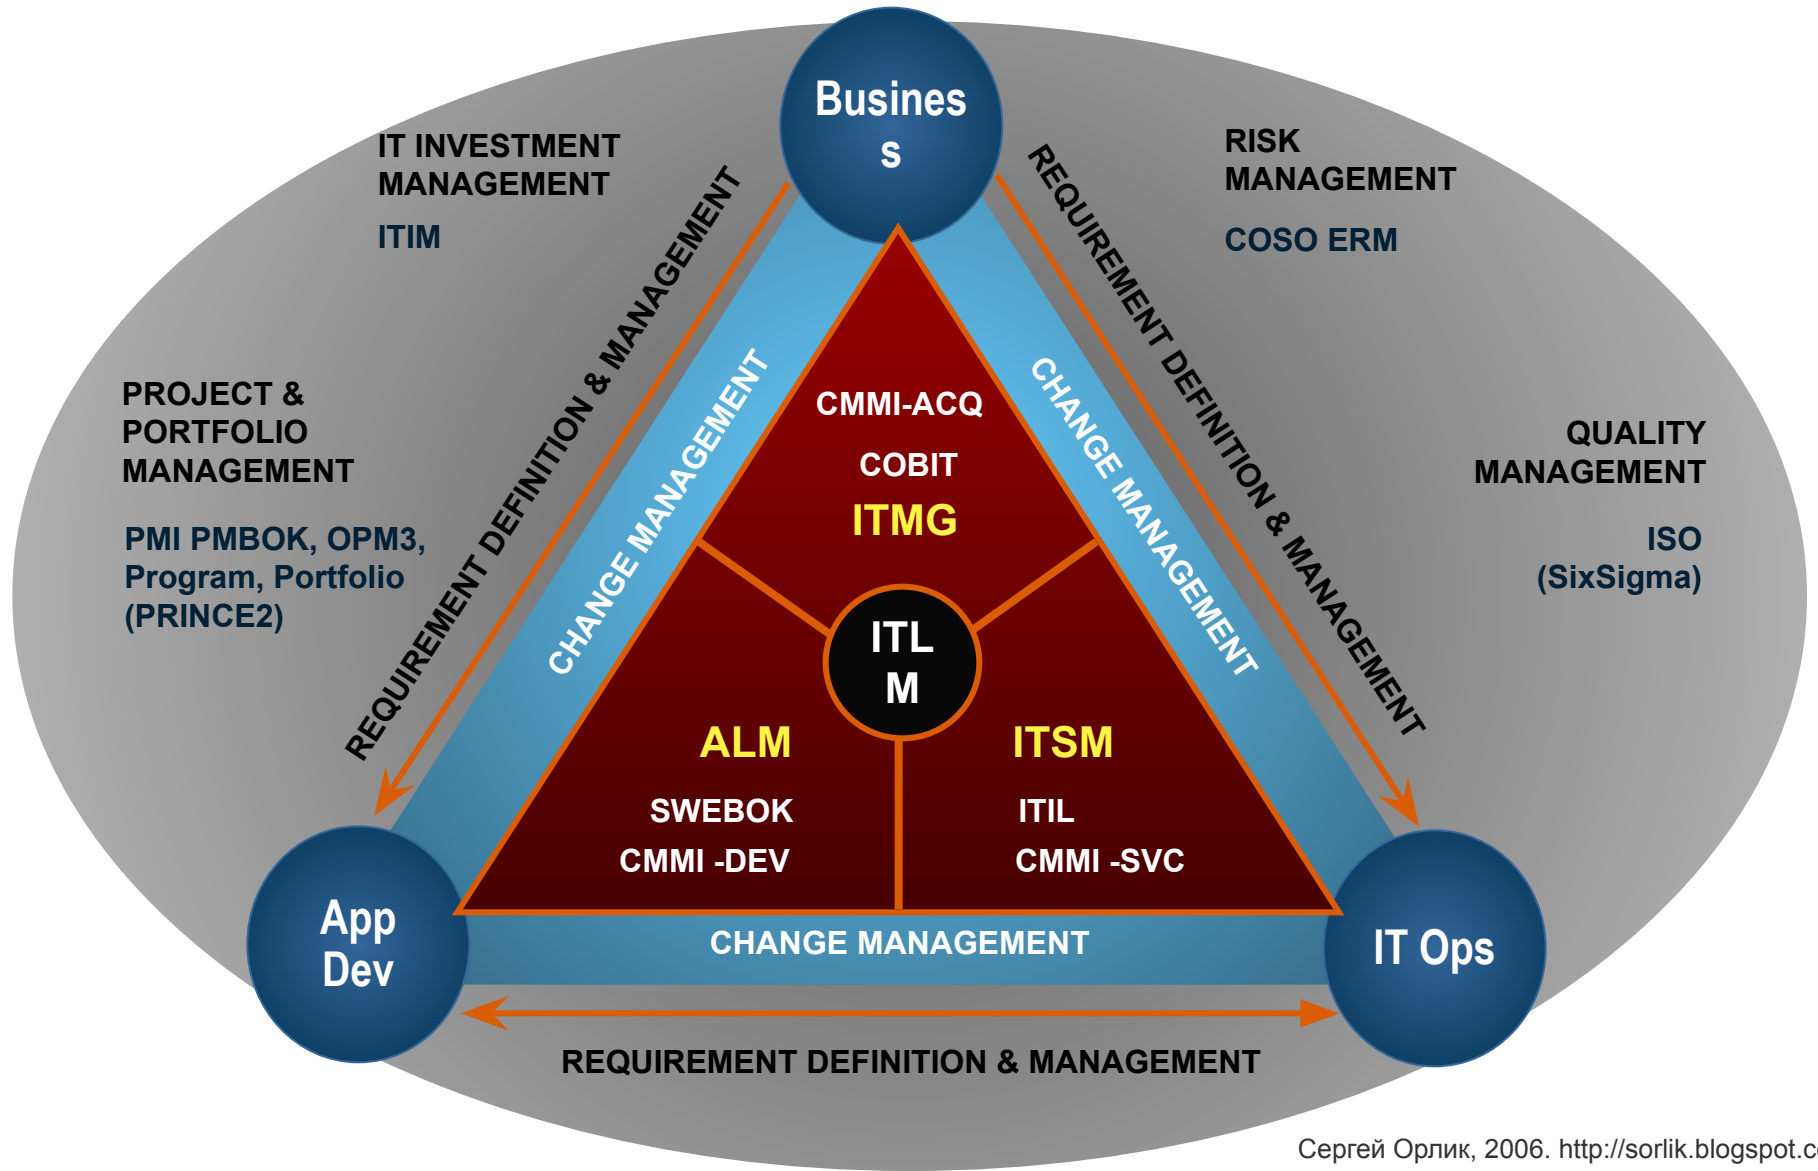 Busines
s
IT INVESTMENT
MANAGEMENT
ITIM
RISK
MANAGEMENT
COSO ERM
REQUIREMENT DEFINITION & MANAGEMENT
REQUIREMENT DEFINITION & MANAGEMENT
CHANGE MANAGEMENT
CHANGE MANAGEMENT
PROJECT &
PORTFOLIO
MANAGEMENT
PMI PMBOK, OPM3,
Program, Portfolio
(PRINCE2)
QUALITY
MANAGEMENT
ISO
(SixSigma)
CMMI-ACQ
COBIT
ITMG
ITL
M
ALM
SWEBOK
CMMI -DEV
ITSM
ITIL
CMMI -SVC
App
Dev
CHANGE MANAGEMENT
IT Ops
REQUIREMENT DEFINITION & MANAGEMENT
Сергей Орлик, 2006. http://sorlik.blogspot.c